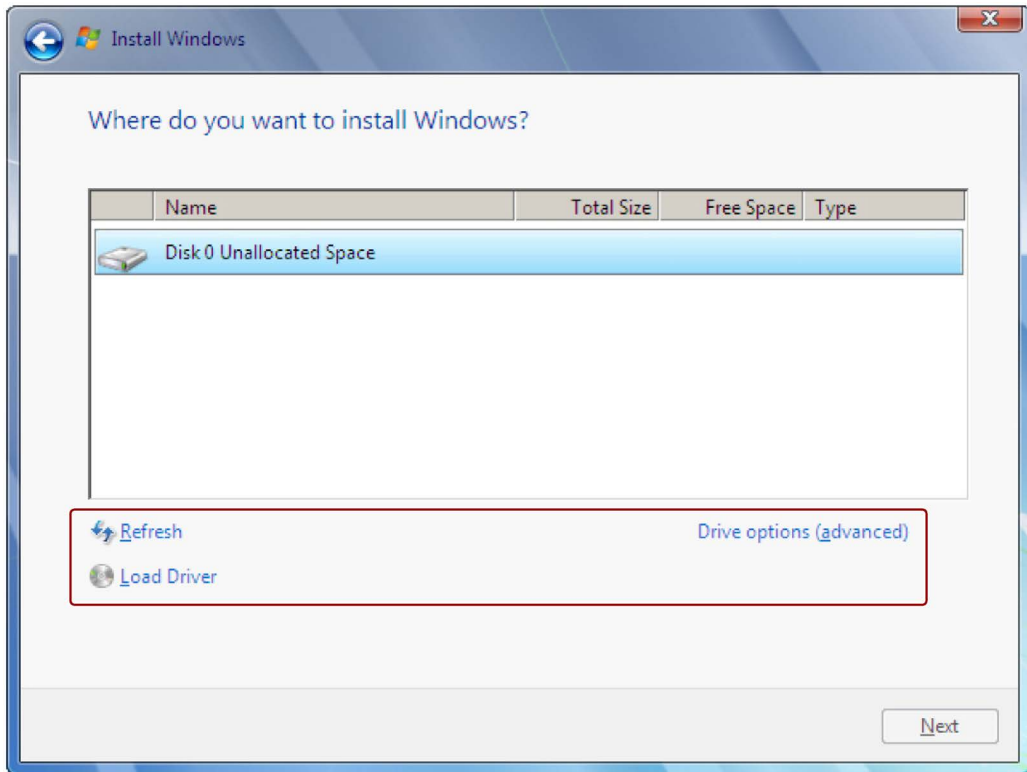 Install Windows
Where do you want to install Windows?
Name Total Size Free Space Type
Disk 0 Unallocated Space
Refresh Drive options (advanced)
Load Driver
Next